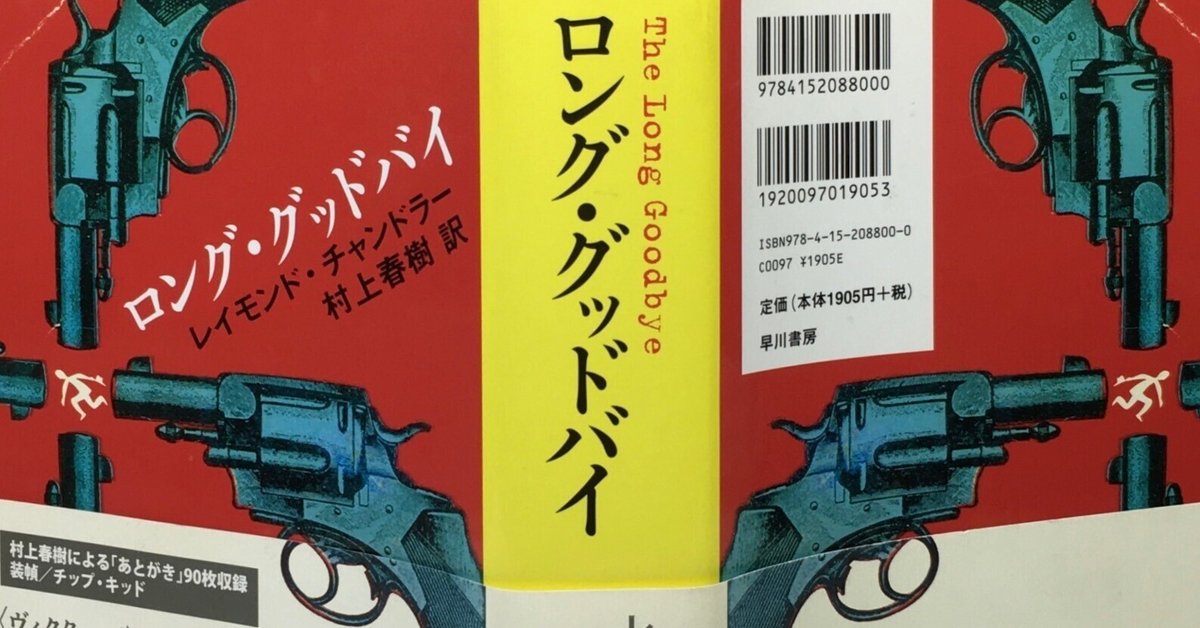 ロング・グッドバイ
レイモンド・チャンドラー
村上春樹 訳
村上春樹による「あとがき」90枚収録
装幀/チップ・キッド
The Long Goodbye
ロング・グッドバイ
9784152088000
1920097019053
ISBN978-4-15-208800-0
C0097 ¥1905E
定価(本体1905円+税)
早川書房